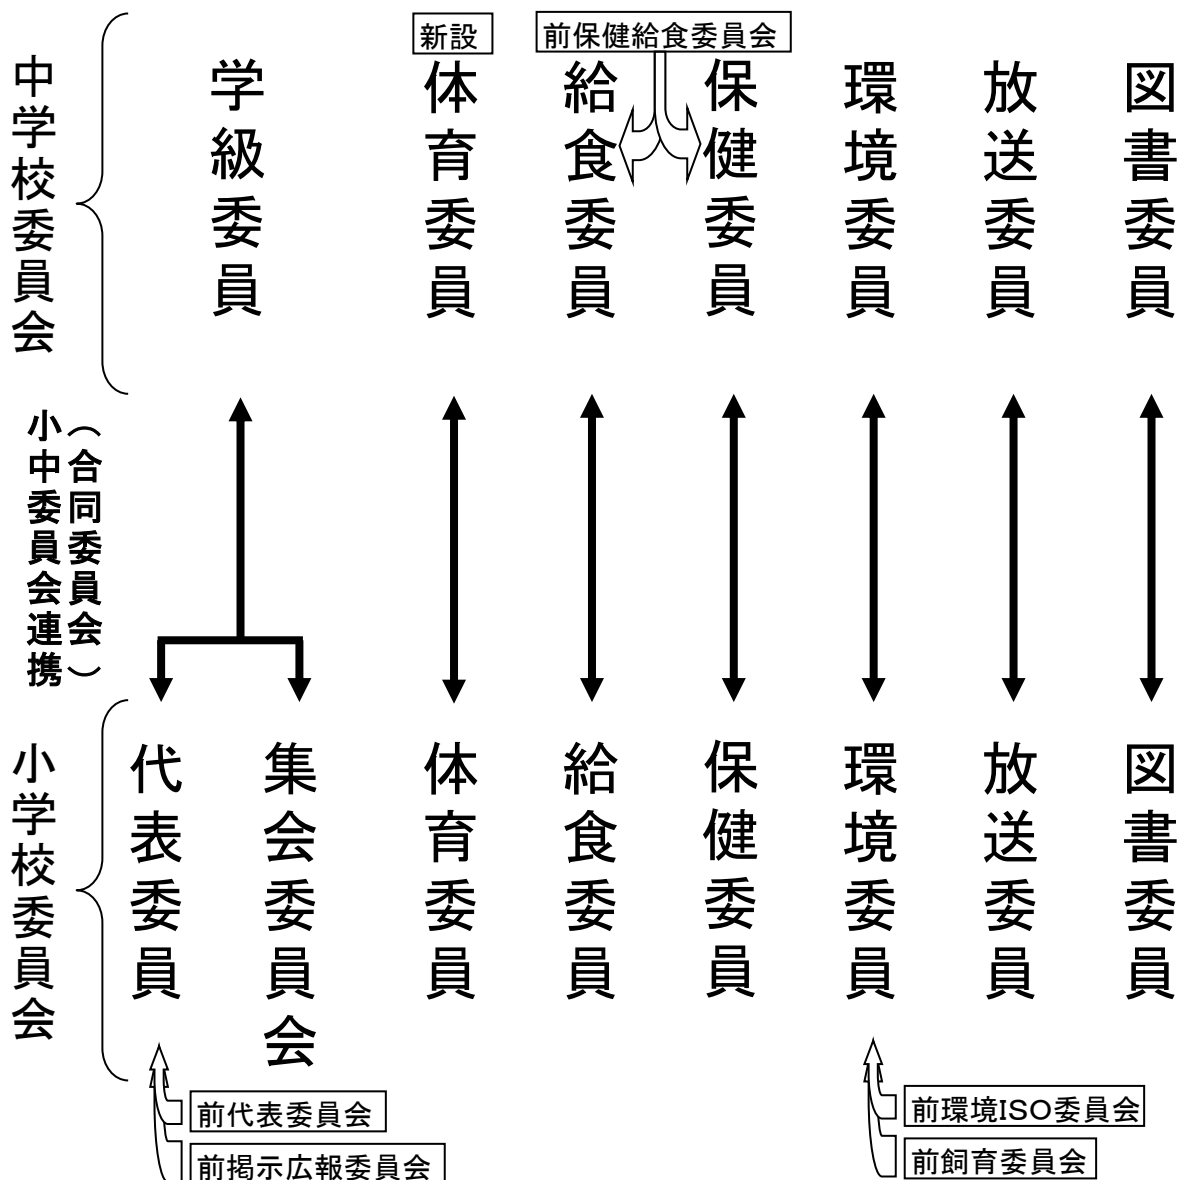 中学校委員会
新設
前保健給食委員会
学級委員
体育委員
給食委員
保健委員
環境委員
放送委員
図書委員
(合同委員会)
小中委員会連携
小学校委員会
代表委員
集会委員会
体育委員
給食委員
保健委員
環境委員
放送委員
図書委員
前代表委員会
前掲示広報委員会
前環境ISO委員会
前飼育委員会